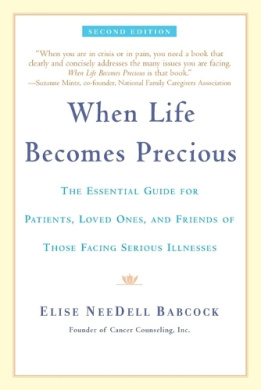 SECOND EDITION
"When you are in crisis or in pain, you need a book that
clearly and concisely addresses the many issues you are facing.
When Life Becomes Precious is that book."
—Suzanne Mintz, co-founder, National Family Caregivers Association
When Life
Becomes Precious
THE ESSENTIAL GUIDE FOR
PATIENTS, LOVED ONES, AND FRIENDS OF
THOSE FACING SERIOUS ILLNESSES
ELISE NEEDELL BABCOCK
Founder of Cancer Counseling, Inc.